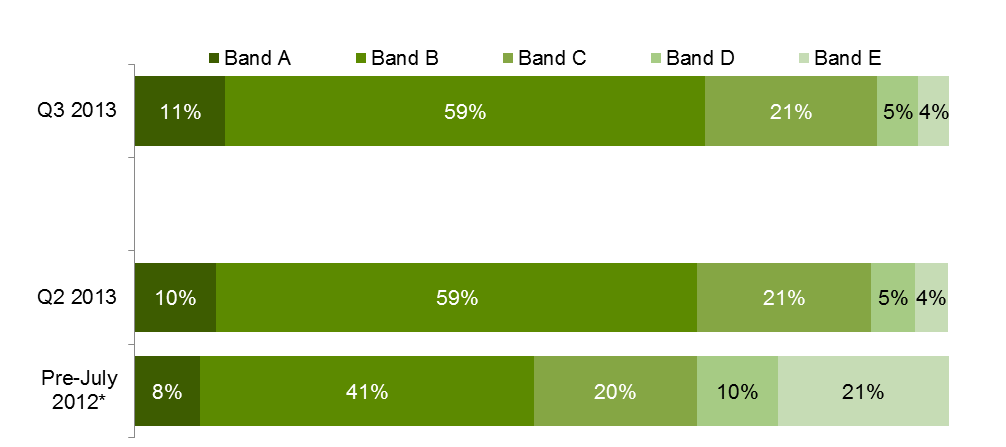 Band A Band B Band C Band D Band E
Q3 2013 11% 59% 21% 5% 4%
Q2 2013 10% 59% 21% 5% 4%
Pre-July
2012* 8% 41% 20% 10% 21%